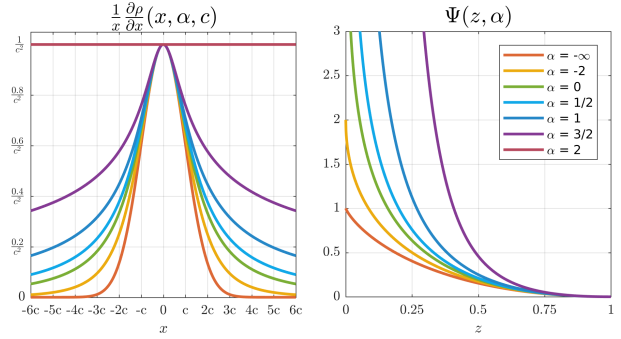 1/x ∂ρ/∂x (x, α, c)
1/c²
0.8/c²
0.6/c²
0.4/c²
0.2/c²
0
-6c -5c -4c -3c -2c -c 0 c 2c 3c 4c 5c 6c
x
Ψ(z, α)
3
2.5
2
1.5
1
0.5
0
0 0.25 0.5 0.75 1
z
α = -∞
α = -2
α = 0
α = 1/2
α = 1
α = 3/2
α = 2